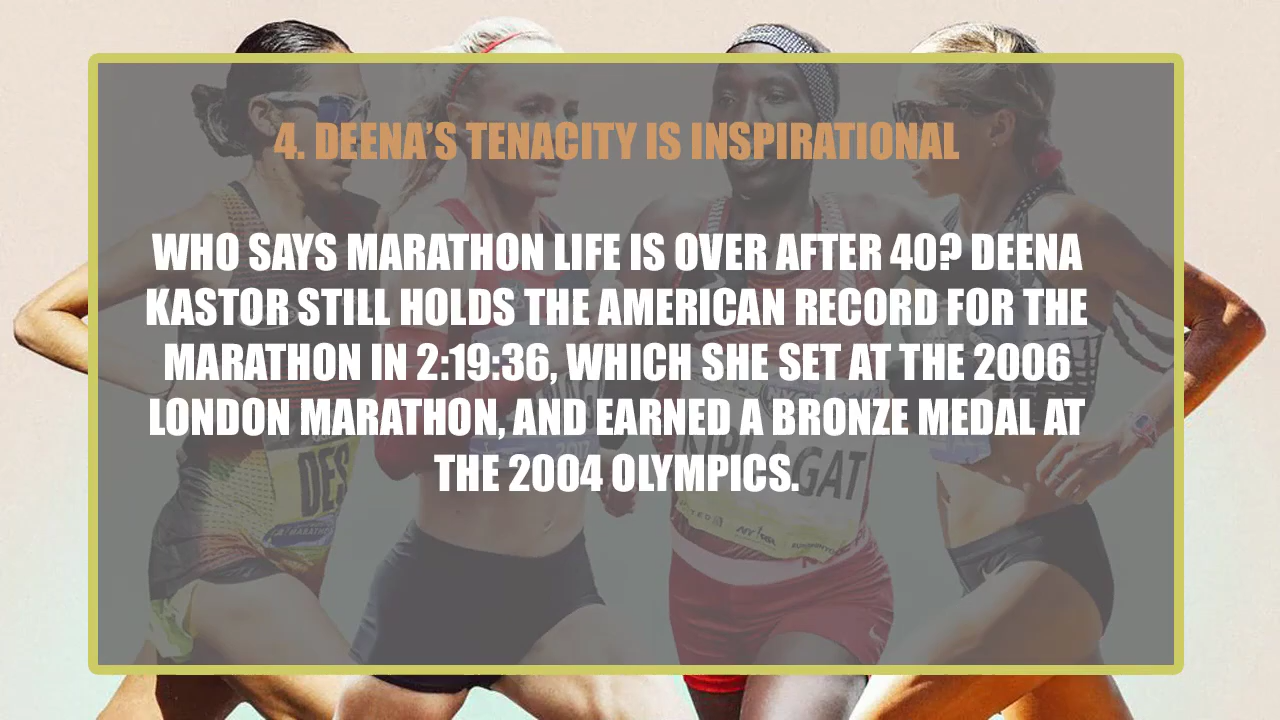 4. DEENA’S TENACITY IS INSPIRATIONAL
WHO SAYS MARATHON LIFE IS OVER AFTER 40? DEENA
KASTOR STILL HOLDS THE AMERICAN RECORD FOR THE
MARATHON IN 2:19:36, WHICH SHE SET AT THE 2006
LONDON MARATHON, AND EARNED A BRONZE MEDAL AT
THE 2004 OLYMPICS.
DES
GAT